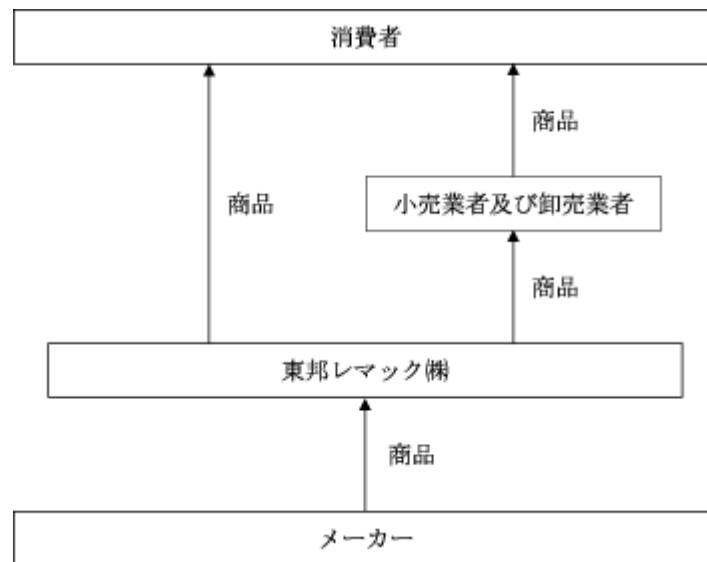 消費者
商品
商品
小売業者及び卸売業者
商品
東邦レマック㈱
商品
メーカー